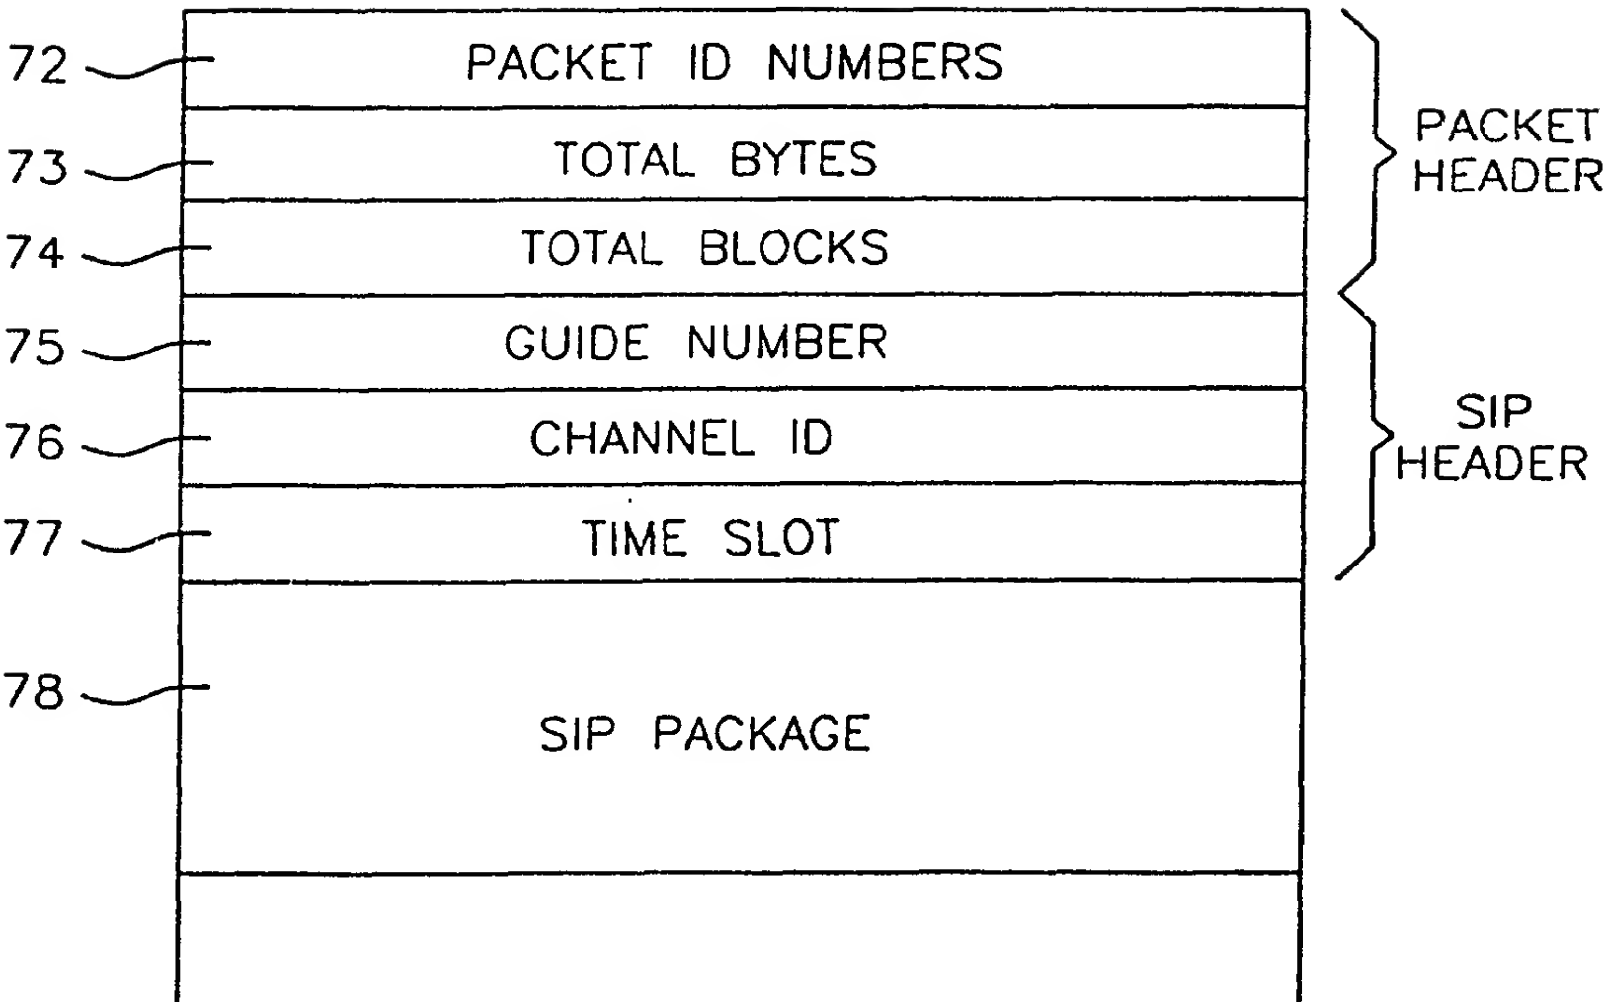 72 PACKET ID NUMBERS
73 TOTAL BYTES
74 TOTAL BLOCKS
PACKET
HEADER
75 GUIDE NUMBER
76 CHANNEL ID
77 TIME SLOT
SIP
HEADER
78 SIP PACKAGE